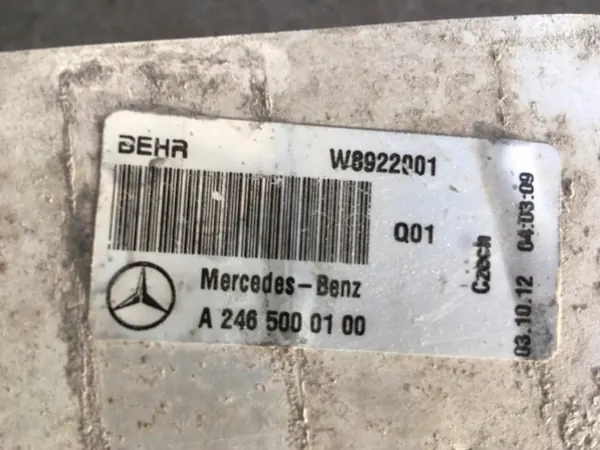 BEHR
W8922001
Q01
Mercedes-Benz
A 246 500 01 00
Czech
03.10.12 04:03:09